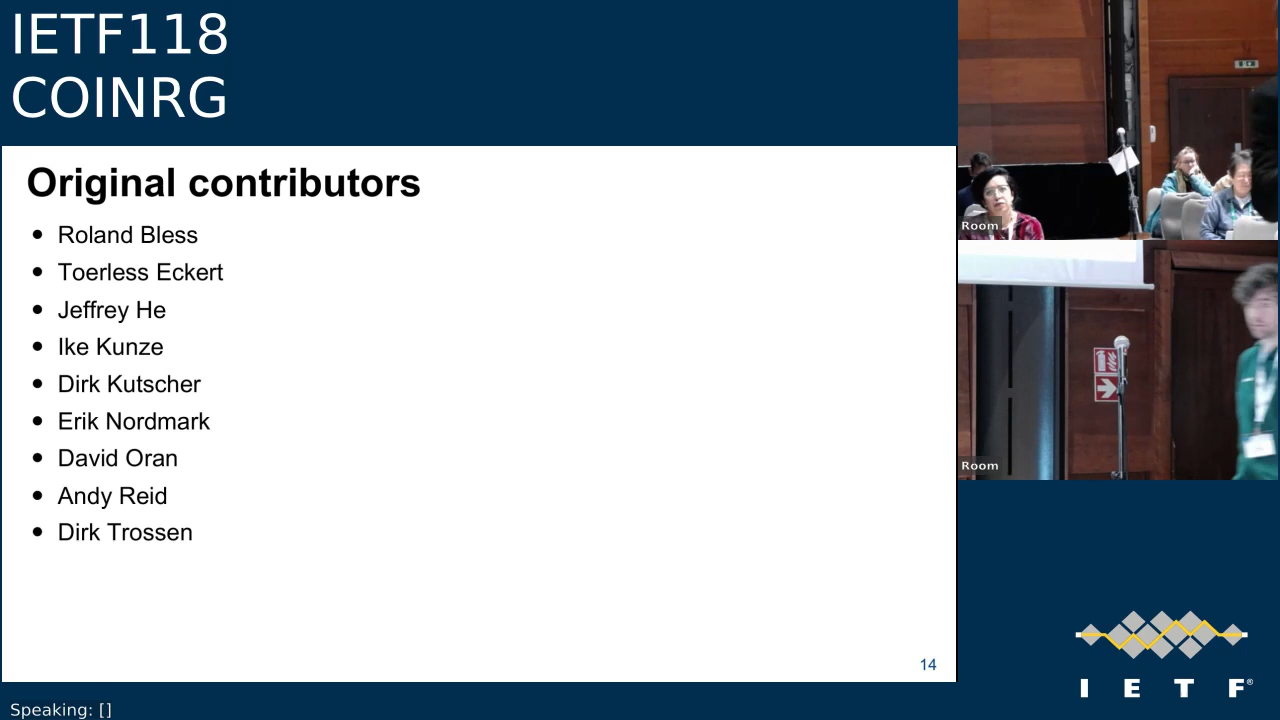 IETF118
COINRG
Original contributors
• Roland Bless
• Toerless Eckert
• Jeffrey He
• Ike Kunze
• Dirk Kutscher
• Erik Nordmark
• David Oran
• Andy Reid
• Dirk Trossen
14
Room
Room
I E T F®
Speaking: []